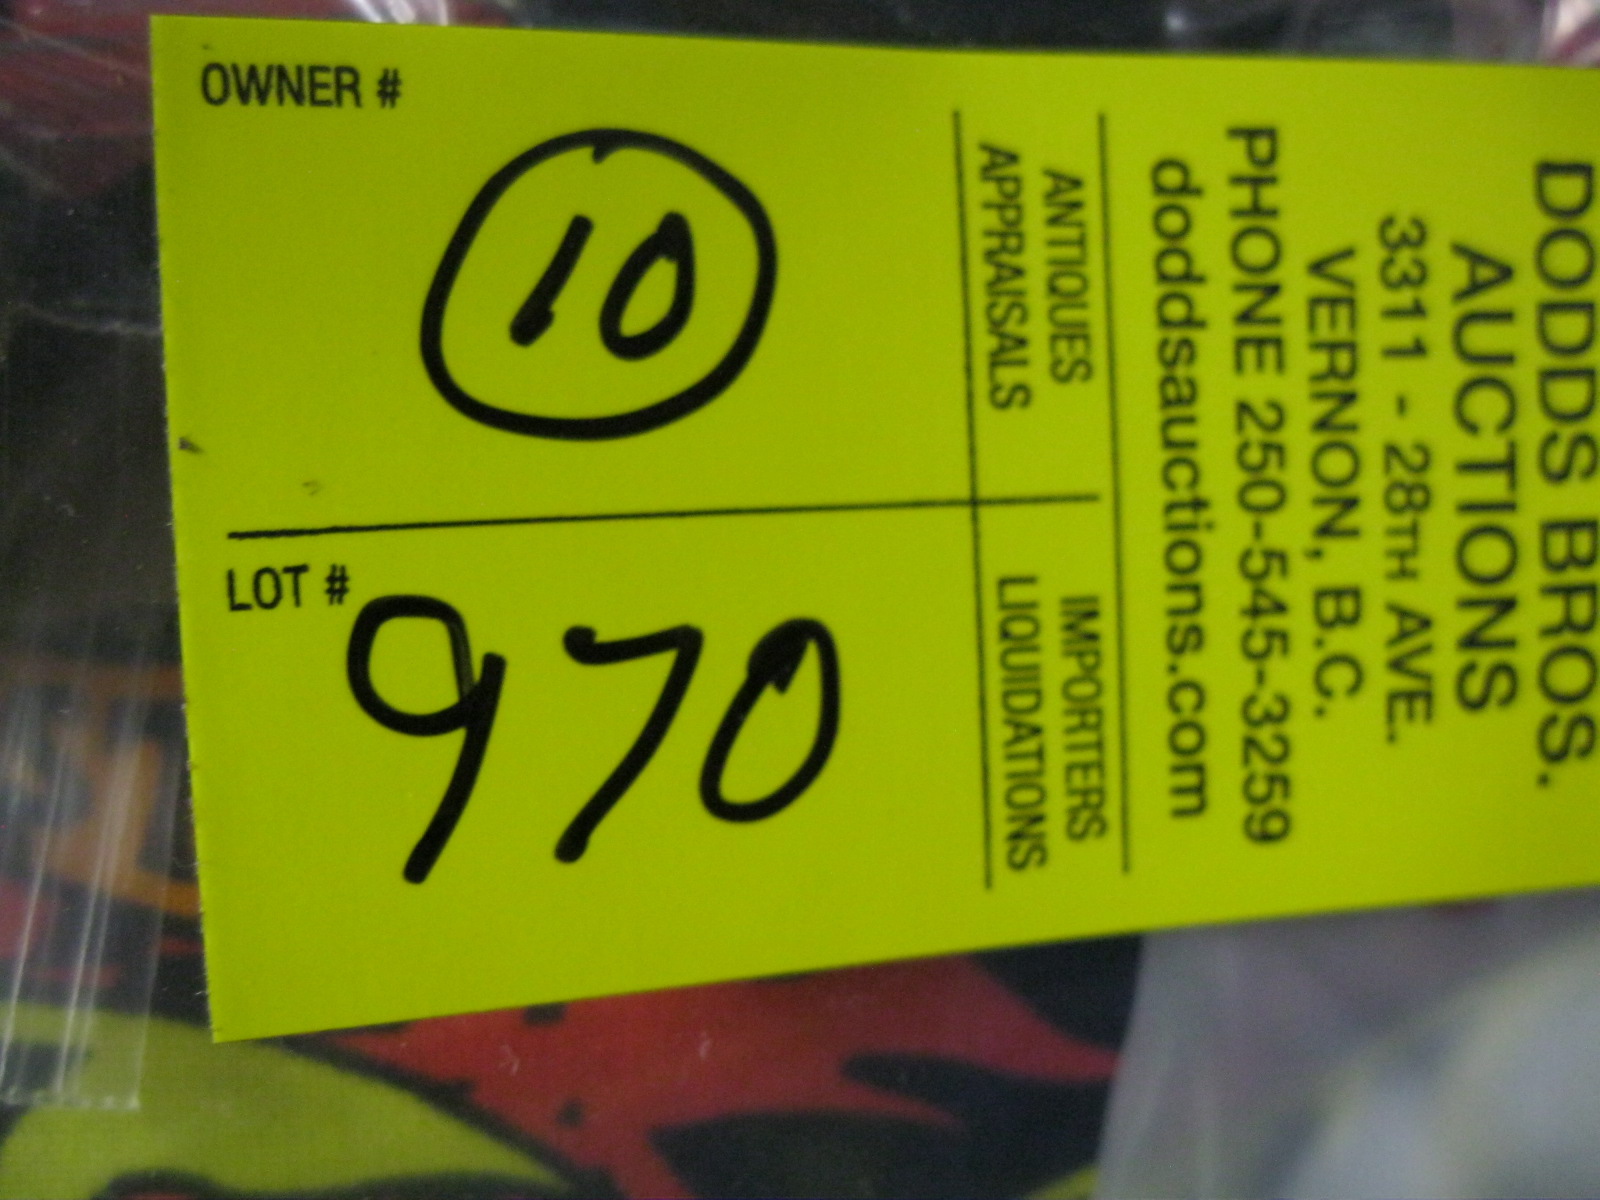 OWNER #
10
LOT #
970
DODDS BROS.
AUCTIONS
3311 - 28TH AVE.
VERNON, B.C.
PHONE 250-545-3259
doddsauctions.com
ANTIQUES
APPRAISALS
IMPORTERS
LIQUIDATIONS